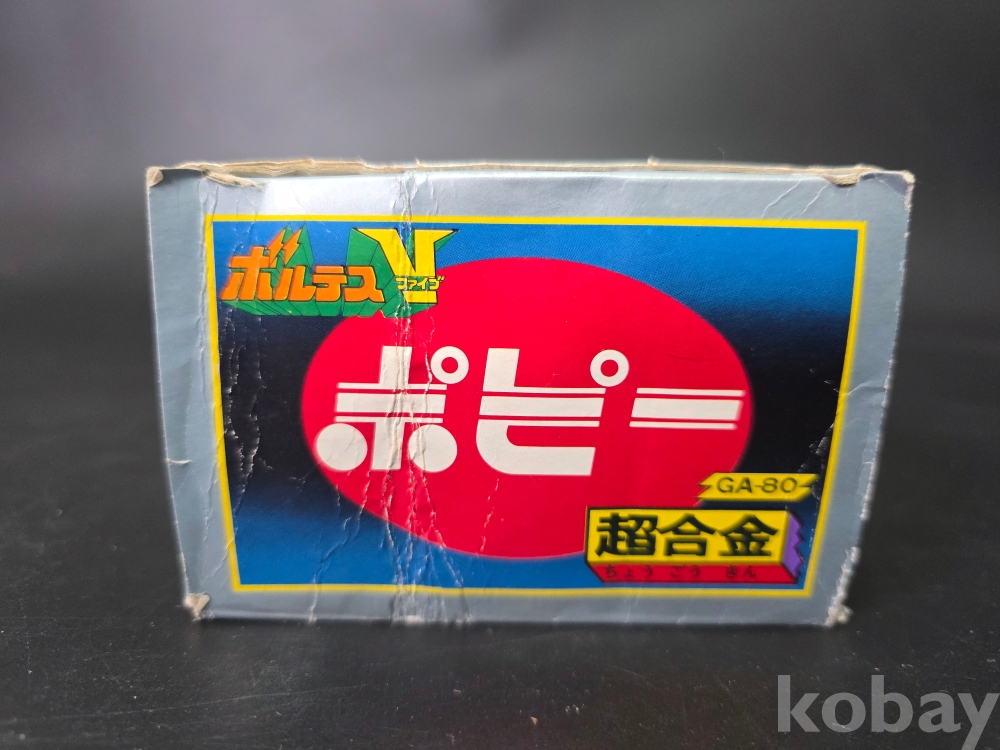 ボルテスV
ファイブ
ポピー
GA-80
超合金
ちょうごうきん
kobay